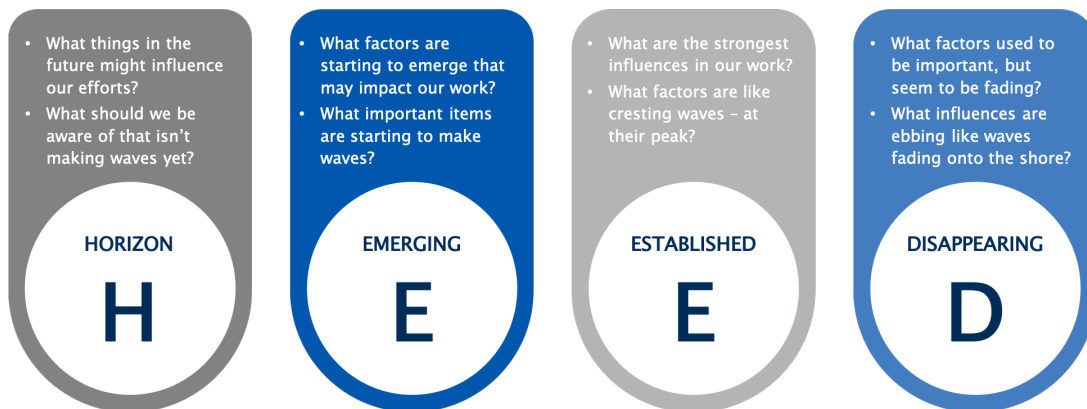 • What things in the
future might influence
our efforts?
• What should we be
aware of that isn't
making waves yet?
HORIZON
H
• What factors are
starting to emerge that
may impact our work?
• What important items
are starting to make
waves?
EMERGING
E
• What are the strongest
influences in our work?
• What factors are like
cresting waves – at
their peak?
ESTABLISHED
E
• What factors used to
be important, but
seem to be fading?
• What influences are
ebbing like waves
fading onto the shore?
DISAPPEARING
D